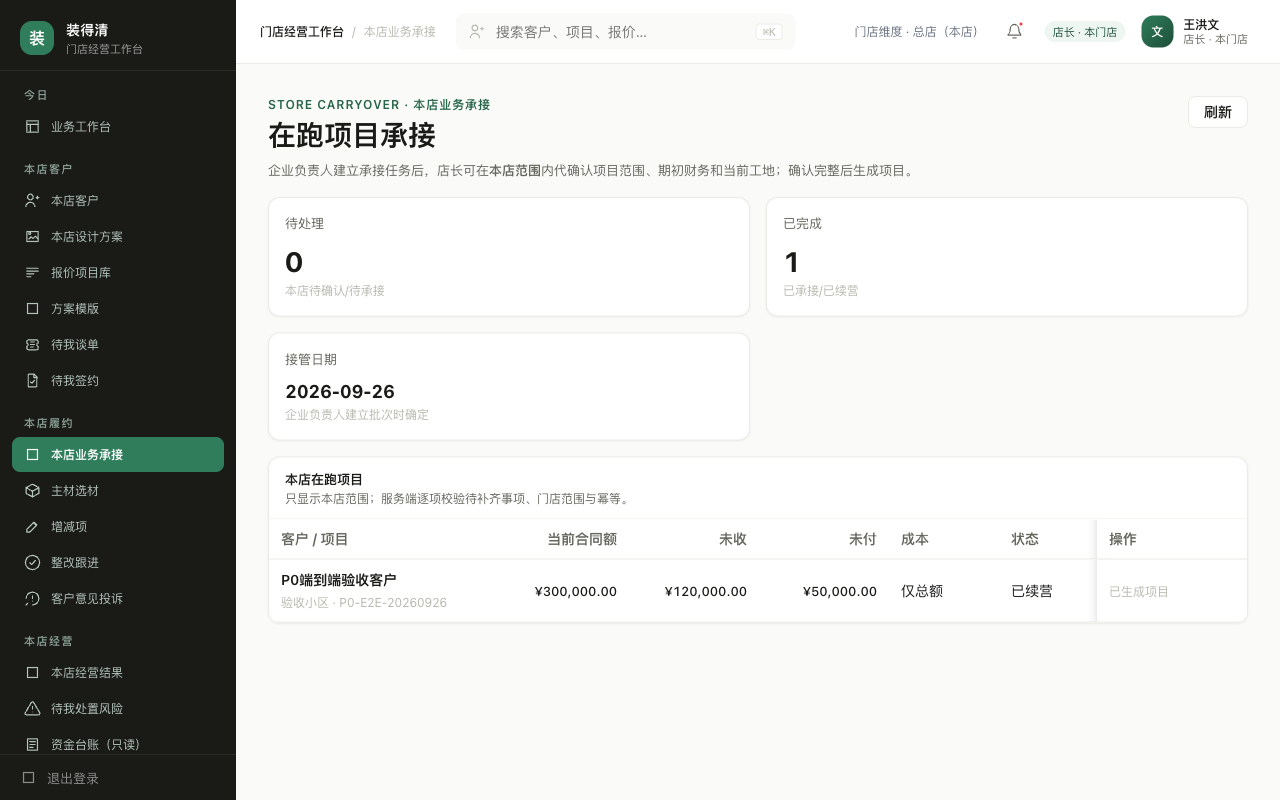 装
装得清
门店经营工作台
今日
业务工作台
本店客户
本店客户
本店设计方案
报价项目库
方案模版
待我谈单
待我签约
本店履约
本店业务承接
主材选材
增减项
整改跟进
客户意见投诉
本店经营
本店经营结果
待我处置风险
资金台账（只读）
退出登录
门店经营工作台 / 本店业务承接
搜索客户、项目、报价...
⌘K
门店维度 · 总店（本店）
店长 · 本门店
文
王洪文
店长 · 本门店
STORE CARRYOVER · 本店业务承接
在跑项目承接
企业负责人建立承接任务后，店长可在本店范围内代确认项目范围、期初财务和当前工地；确认完整后生成项目。
刷新
待处理
0
本店待确认/待承接
已完成
1
已承接/已续营
接管日期
2026-09-26
企业负责人建立批次时确定
本店在跑项目
只显示本店范围；服务端逐项校验待补齐事项、门店范围与幂等。
客户 / 项目 当前合同额 未收 未付 成本 状态 操作
P0端到端验收客户
验收小区 · P0-E2E-20260926
¥300,000.00 ¥120,000.00 ¥50,000.00 仅总额 已续营 已生成项目